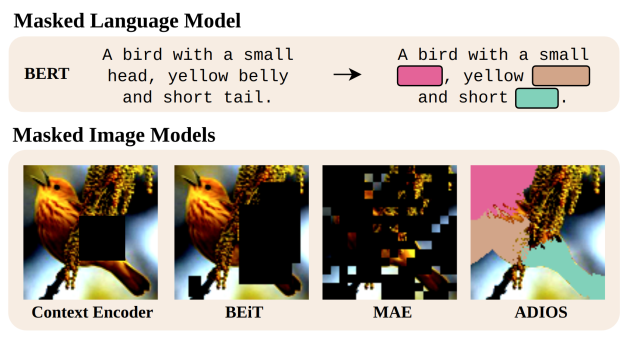 Masked Language Model
BERT
A bird with a small
head, yellow belly
and short tail.
A bird with a small
, yellow
and short .
Masked Image Models
Context Encoder
BEiT
MAE
ADIOS